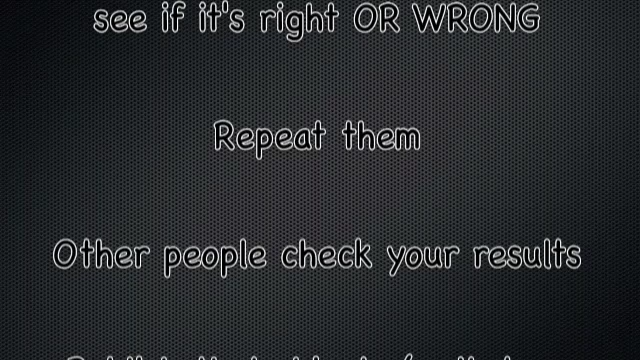 see if it's right OR WRONG
Repeat them
Other people check your results